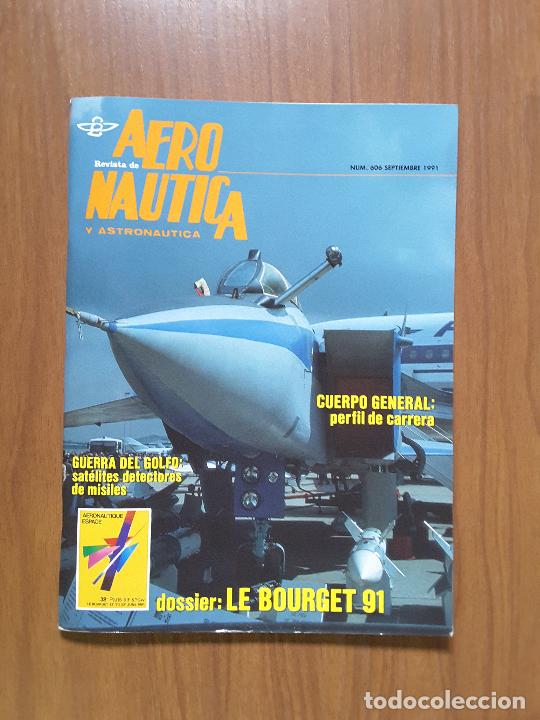 Revista de
AERO
NAUTICA
Y ASTRONAUTICA
NUM. 606 SEPTIEMBRE 1991
CUERPO GENERAL:
perfil de carrera
GUERRA DEL GOLFO:
satélites detectores
de misiles
AERONAUTIQUE
ESPACE
dossier: LE BOURGET 91
todocoleccion